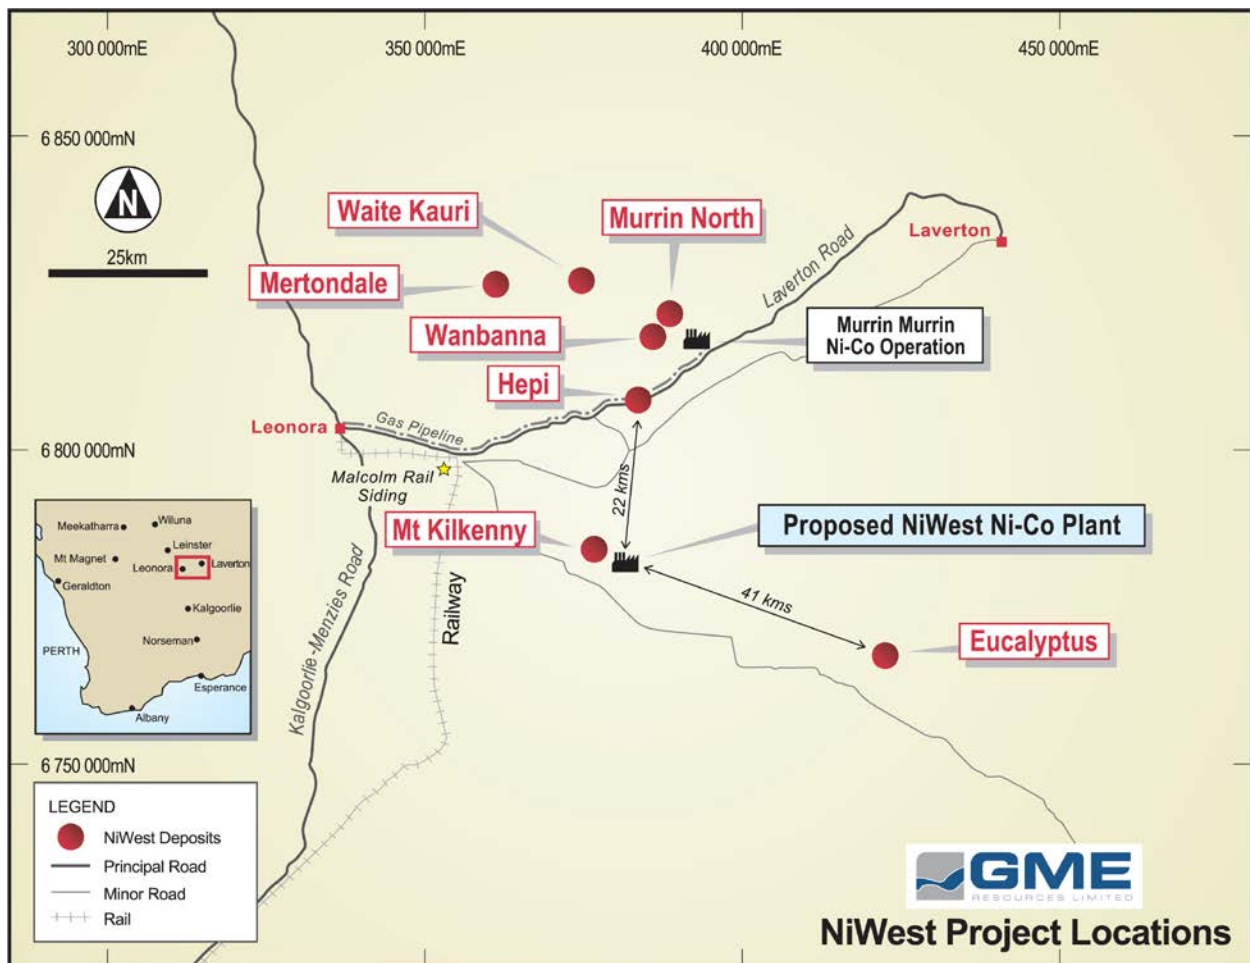 300 000mE
350 000mE
400 000mE
450 000mE
6 850 000mN
N
25km
Waite Kauri
Murrin North
Mertondale
Laverton
Laverton Road
Wanbanna
Murrin Murrin
Ni-Co Operation
Hepi
Leonora
Gas Pipeline
6 800 000mN
Malcolm Rail
Siding
22 kms
Mt Kilkenny
Proposed NiWest Ni-Co Plant
41 kms
Eucalyptus
Kalgoorlie-Menzies Road
Railway
Meekatharra
Wiluna
Leinster
Mt Magnet
Leonora
Laverton
Geraldton
Kalgoorlie
Norseman
PERTH
Esperance
Albany
6 750 000mN
LEGEND
NiWest Deposits
Principal Road
Minor Road
Rail
GME
RESOURCES LIMITED
NiWest Project Locations